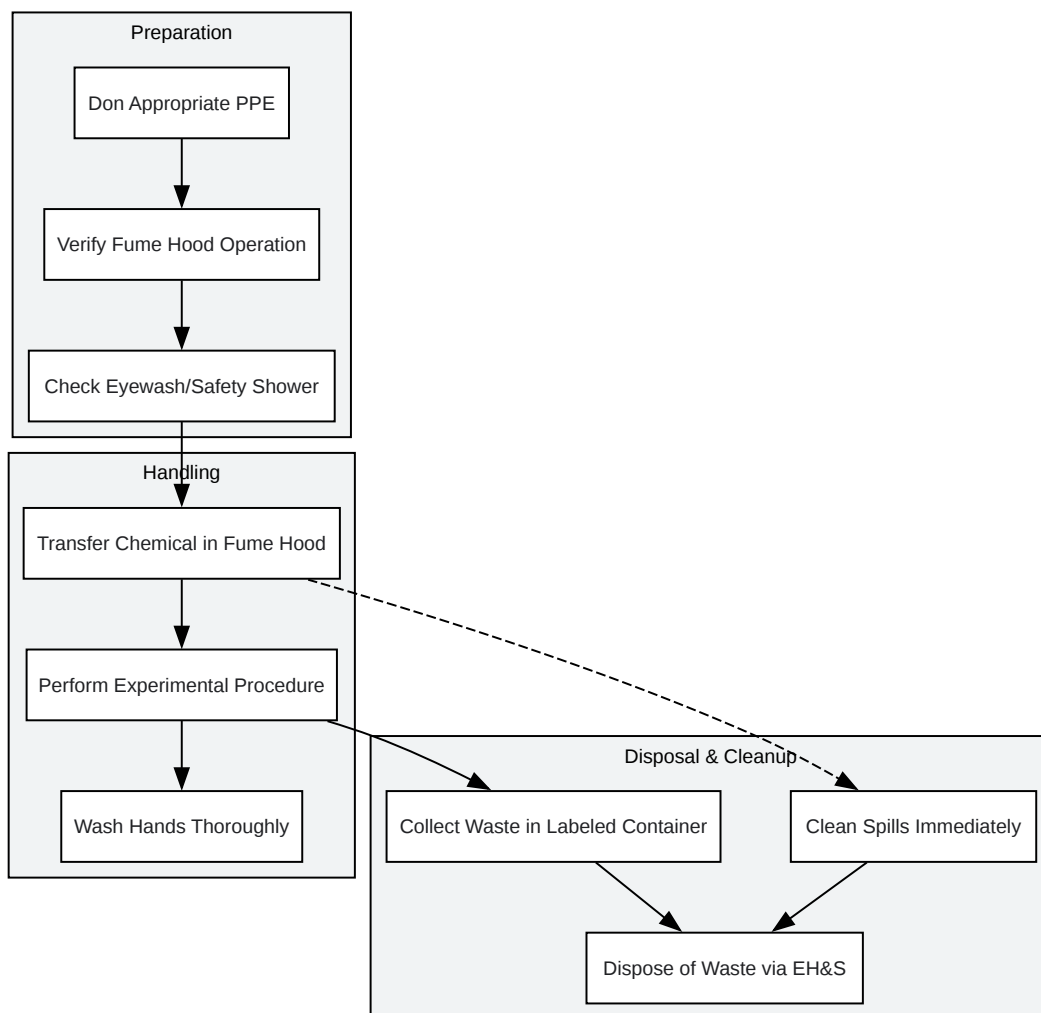 Preparation
Don Appropriate PPE
Verify Fume Hood Operation
Check Eyewash/Safety Shower
Handling
Transfer Chemical in Fume Hood
Perform Experimental Procedure
Wash Hands Thoroughly
Disposal & Cleanup
Collect Waste in Labeled Container
Clean Spills Immediately
Dispose of Waste via EH&S